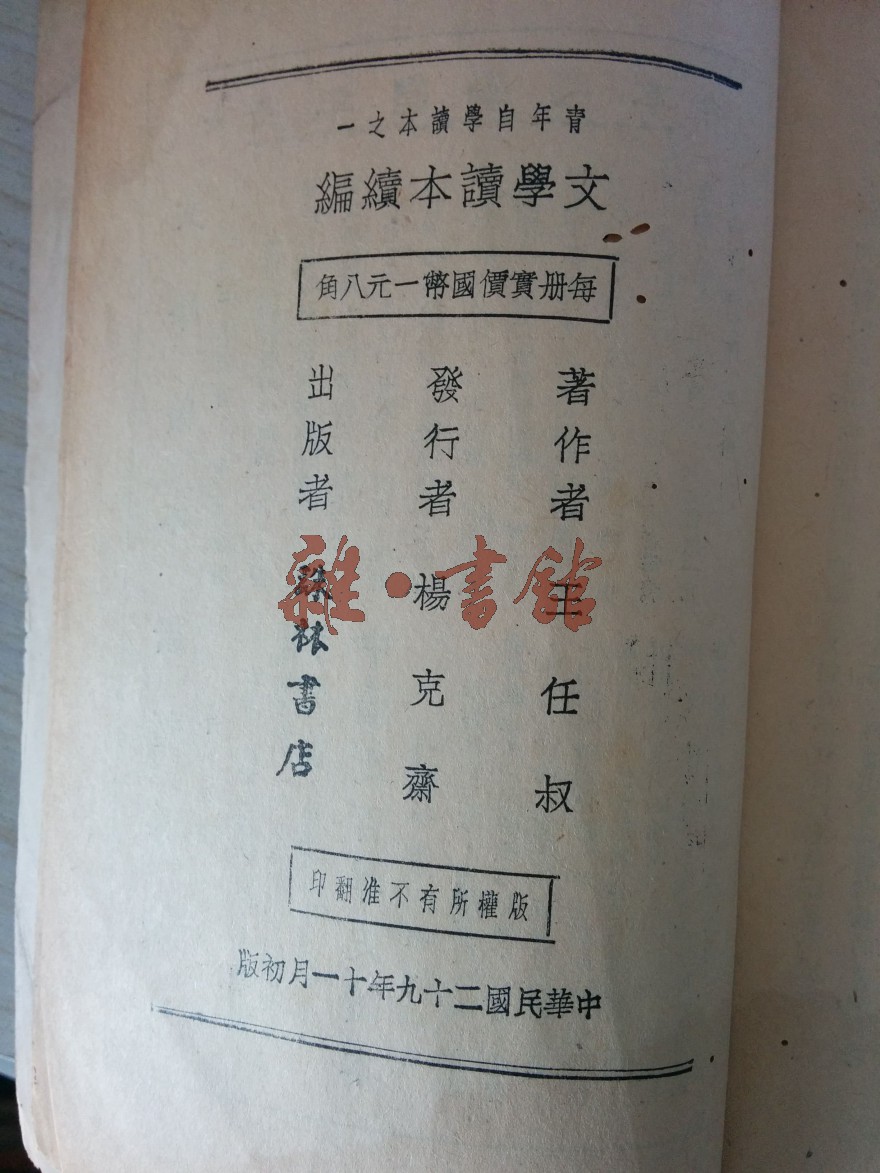 青年自學讀本之一
文學讀本續編
每册實價國幣一元八角
著作者 王任叔
發行者 楊克齋
出版者 珠林書店
版權所有不准翻印
中華民國二十九年十一月初版
雜·書館